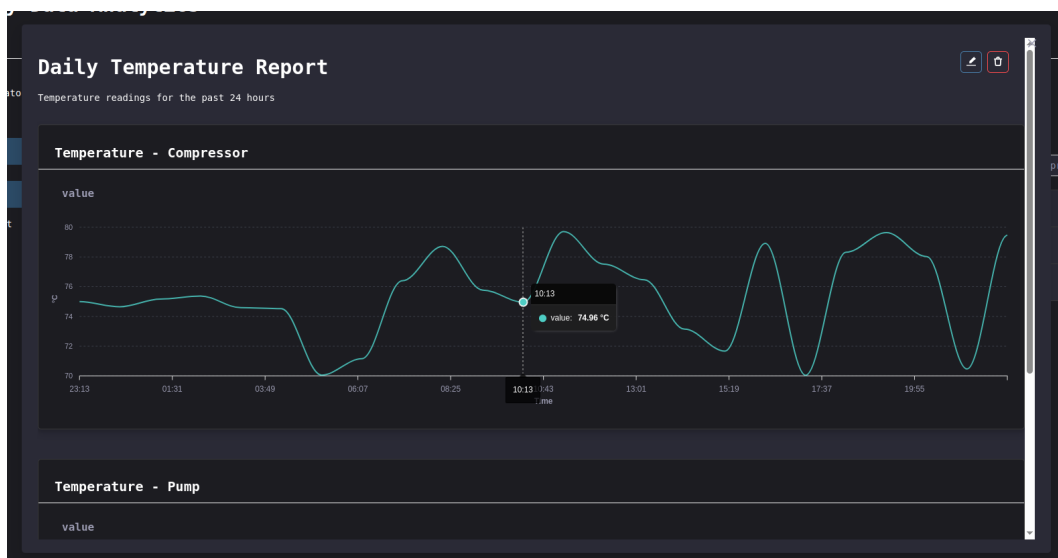 Daily Temperature Report
Temperature readings for the past 24 hours
Temperature - Compressor
value
80
78
76
°C
74
72
70
10:13
value: 74.96 °C
23:13 01:31 03:49 06:07 08:25 10:13 :43 13:01 15:19 17:37 19:55
Temperature - Pump
value